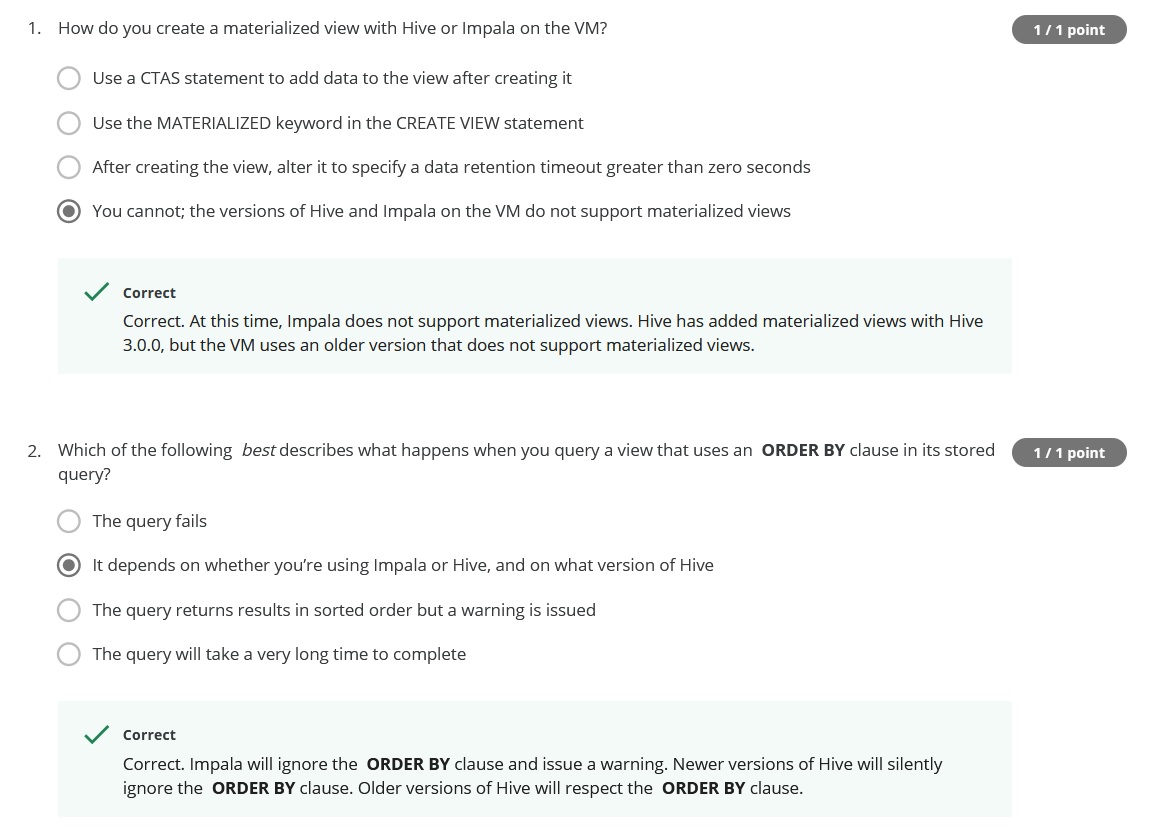 1. How do you create a materialized view with Hive or Impala on the VM?
1 / 1 point
Use a CTAS statement to add data to the view after creating it
Use the MATERIALIZED keyword in the CREATE VIEW statement
After creating the view, alter it to specify a data retention timeout greater than zero seconds
You cannot; the versions of Hive and Impala on the VM do not support materialized views
Correct
Correct. At this time, Impala does not support materialized views. Hive has added materialized views with Hive
3.0.0, but the VM uses an older version that does not support materialized views.
2. Which of the following best describes what happens when you query a view that uses an ORDER BY clause in its stored
query?
1 / 1 point
The query fails
It depends on whether you’re using Impala or Hive, and on what version of Hive
The query returns results in sorted order but a warning is issued
The query will take a very long time to complete
Correct
Correct. Impala will ignore the ORDER BY clause and issue a warning. Newer versions of Hive will silently
ignore the ORDER BY clause. Older versions of Hive will respect the ORDER BY clause.